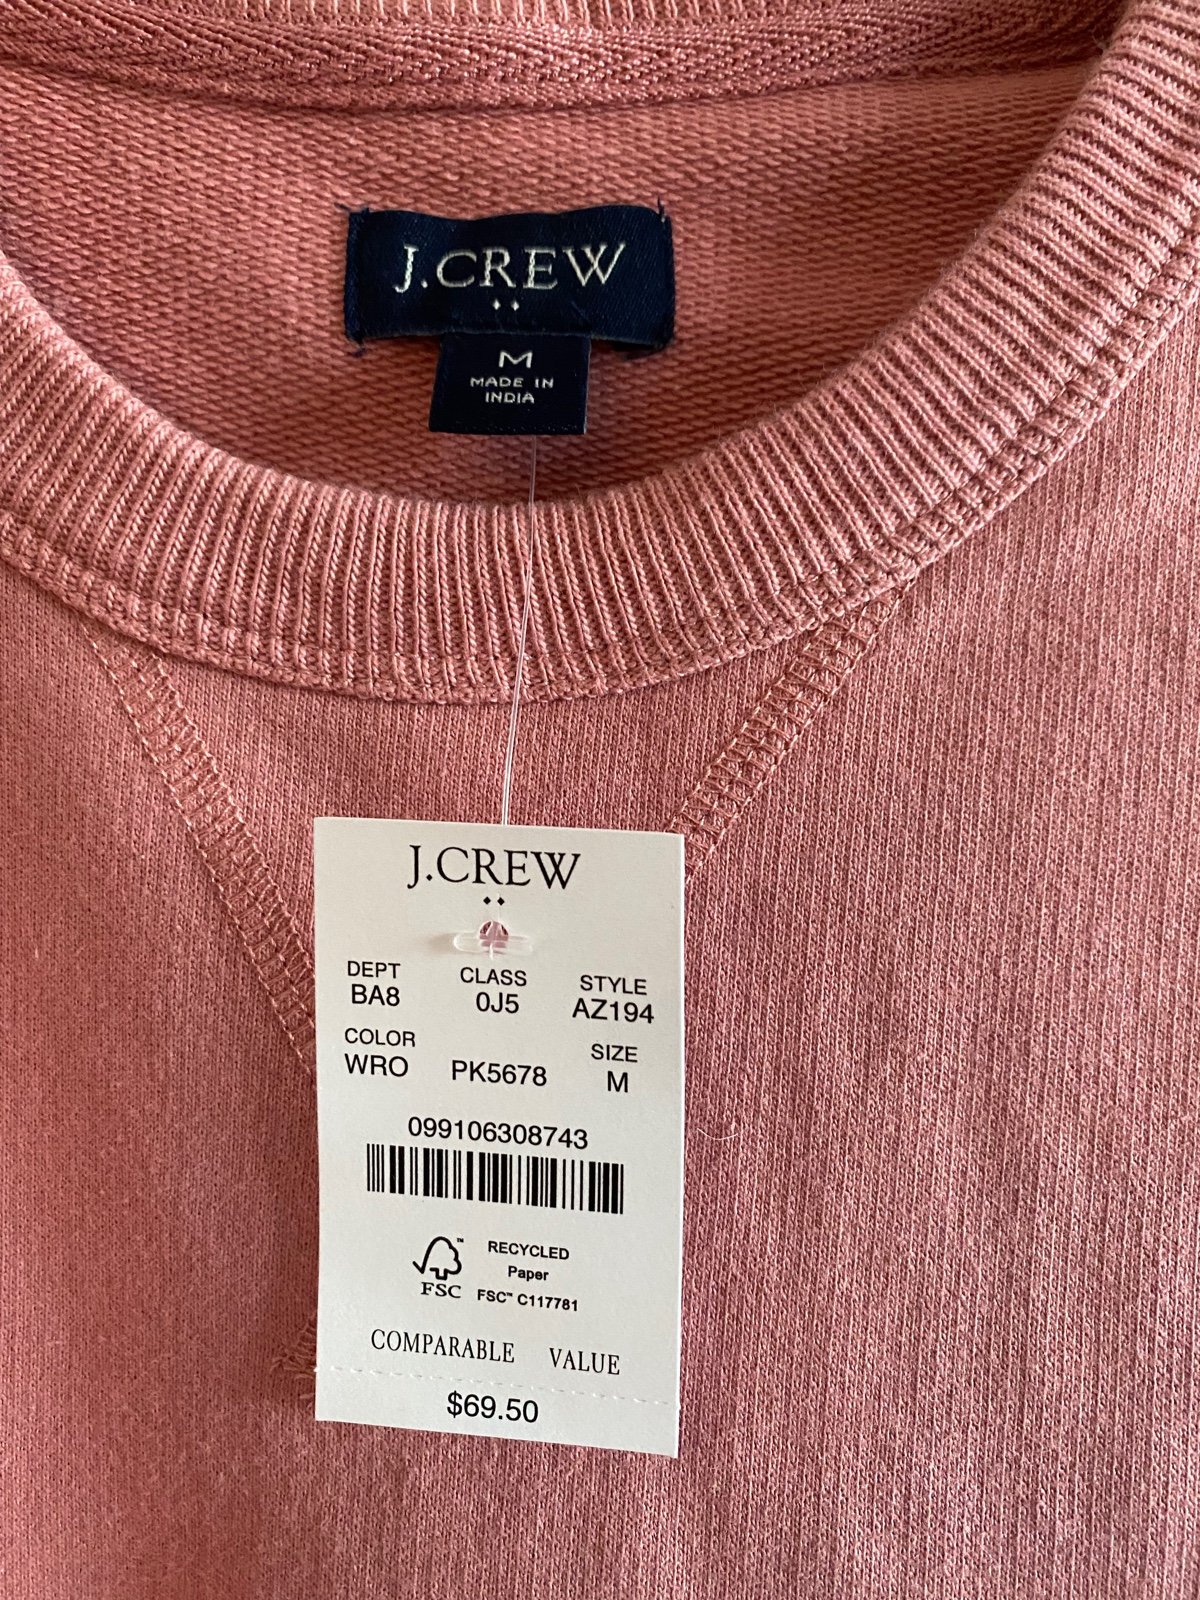 J.CREW
M
MADE IN
INDIA
J.CREW
DEPT CLASS STYLE
BA8 0J5 AZ194
COLOR SIZE
WRO PK5678 M
099106308743
FSC™
RECYCLED
Paper
FSC™ C117781
COMPARABLE VALUE
$69.50